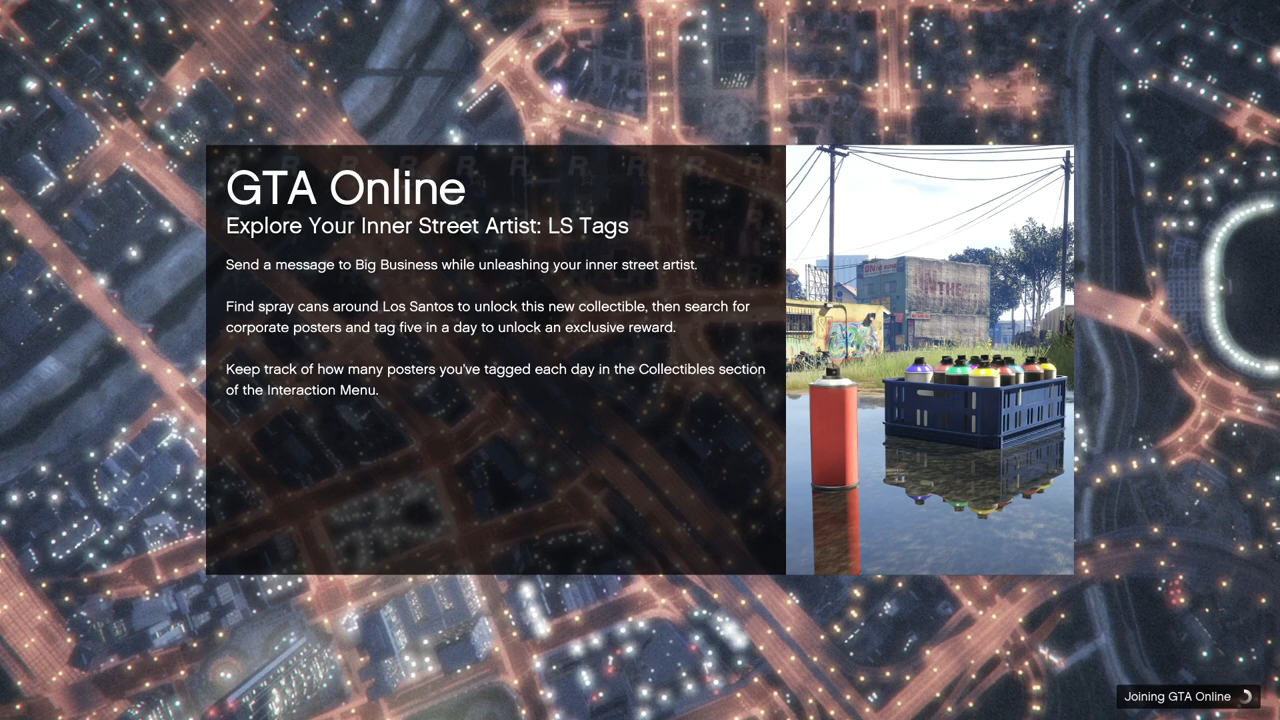 GTA Online
Explore Your Inner Street Artist: LS Tags
Send a message to Big Business while unleashing your inner street artist.
Find spray cans around Los Santos to unlock this new collectible, then search for
corporate posters and tag five in a day to unlock an exclusive reward.
Keep track of how many posters you've tagged each day in the Collectibles section
of the Interaction Menu.
Joining GTA Online